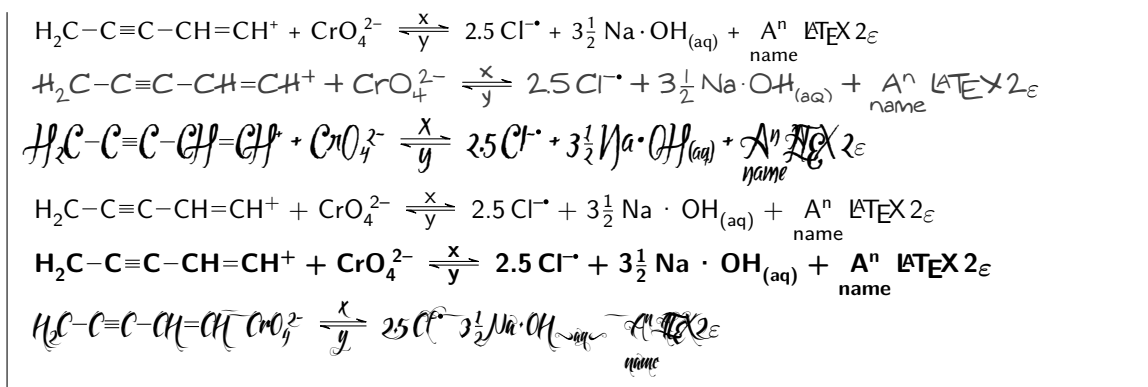 H₂C−C≡C−CH=CH⁺ + CrO₄²⁻ x/y ⇌ 2.5 Cl⁻• + 3½ Na·OH(aq) + Aⁿ LATEX 2ε
name
H₂C−C≡C−CH=CH⁺ + CrO₄²⁻ x/y ⇌ 2.5 Cl⁻• + 3½ Na·OH(aq) + Aⁿ LATEX 2ε
name
H₂C−C≡C−CH=CH⁺ + CrO₄²⁻ x/y ⇌ 2.5 Cl⁻• + 3½ Na·OH(aq) + Aⁿ LATEX 2ε
name
H₂C−C≡C−CH=CH⁺ + CrO₄²⁻ x/y ⇌ 2.5 Cl⁻• + 3½ Na · OH(aq) + Aⁿ LATEX 2ε
name
H₂C−C≡C−CH=CH⁺ + CrO₄²⁻ x/y ⇌ 2.5 Cl⁻• + 3½ Na · OH(aq) + Aⁿ LATEX 2ε
name
H₂C−C≡C−CH=CH CrO₄²⁻ x/y ⇌ 2.5 Cl⁻• 3½ Na·OH aq Aⁿ LATEX 2ε
name